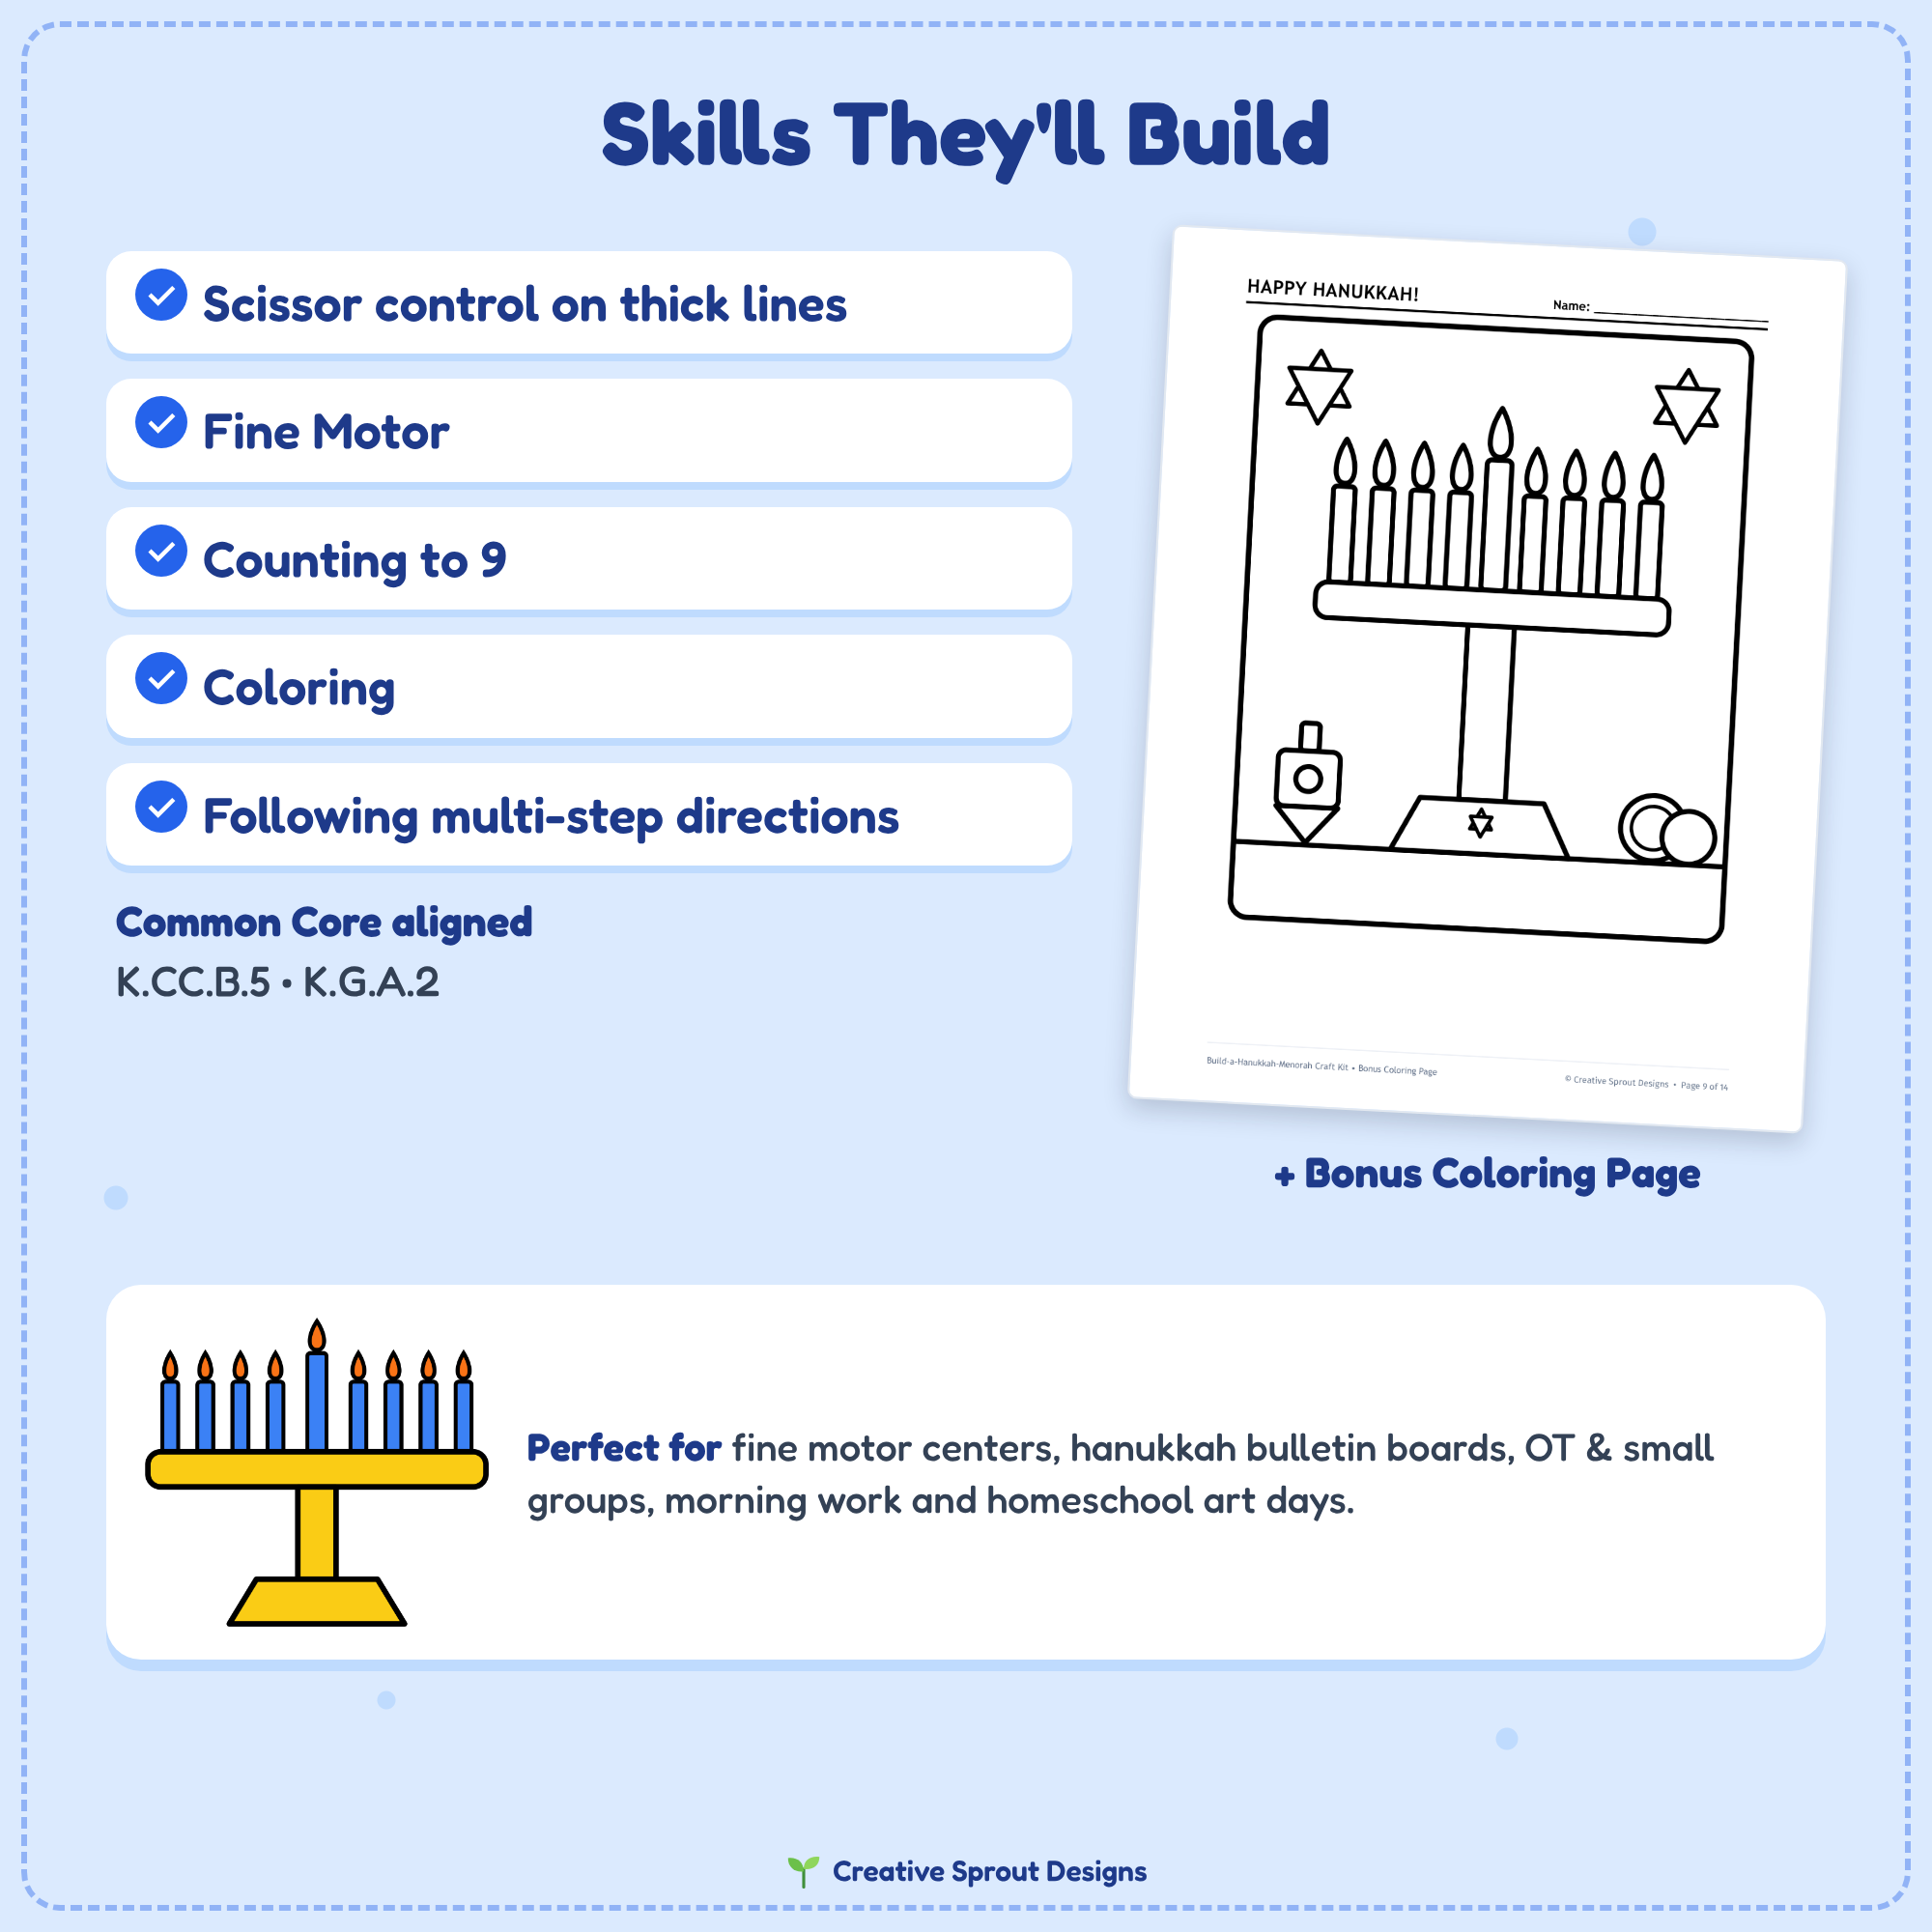 Skills They'll Build
Scissor control on thick lines
Fine Motor
Counting to 9
Coloring
Following multi-step directions
Common Core aligned
K.CC.B.5 • K.G.A.2
HAPPY HANUKKAH!
Name:
Build-a-Hanukkah-Menorah Craft Kit • Bonus Coloring Page
© Creative Sprout Designs • Page 9 of 14
+ Bonus Coloring Page
Perfect for fine motor centers, hanukkah bulletin boards, OT & small
groups, morning work and homeschool art days.
Creative Sprout Designs